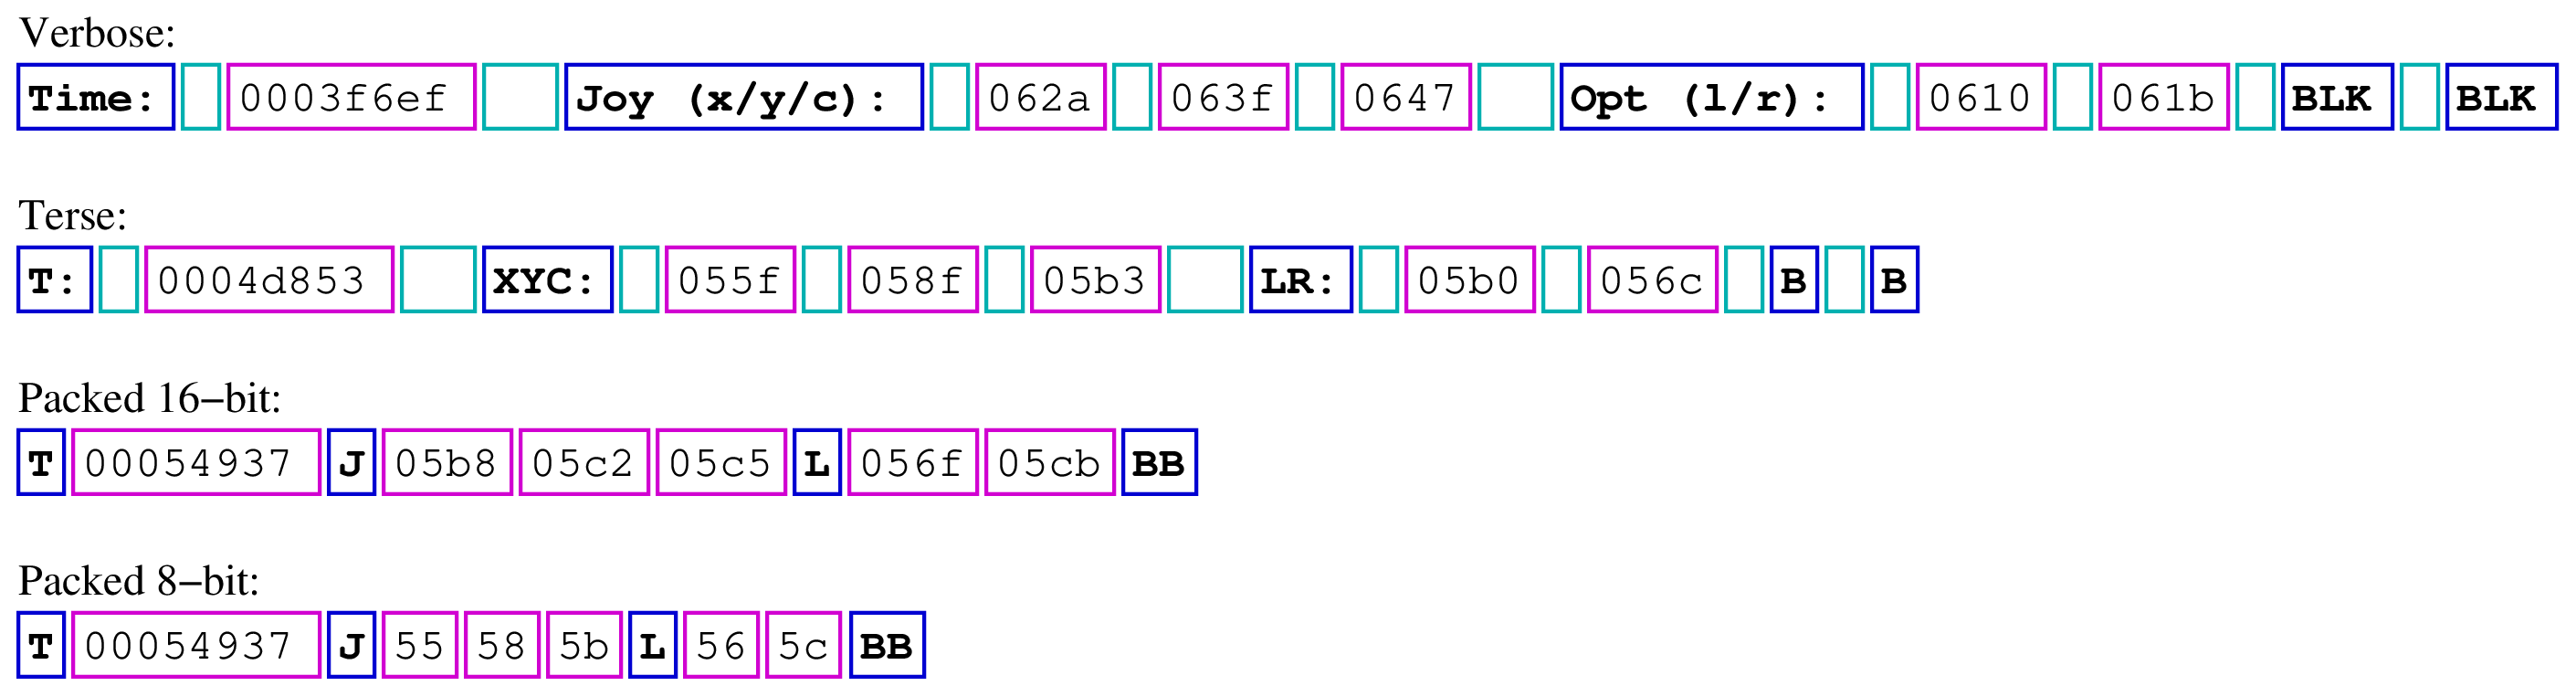 Verbose:
Time: 0003f6ef Joy (x/y/c): 062a 063f 0647 Opt (l/r): 0610 061b BLK BLK
Terse:
T: 0004d853 XYC: 055f 058f 05b3 LR: 05b0 056c B B
Packed 16−bit:
T 00054937 J 05b8 05c2 05c5 L 056f 05cb BB
Packed 8−bit:
T 00054937 J 55 58 5b L 56 5c BB